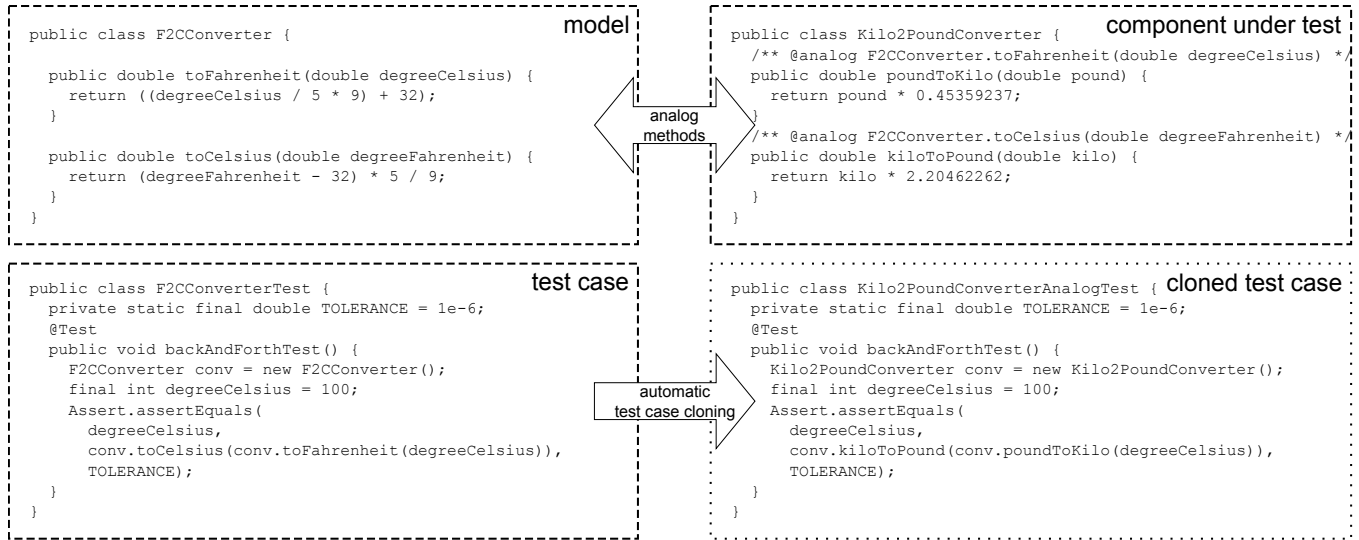 model
public class F2CConverter {
public double toFahrenheit(double degreeCelsius) {
return ((degreeCelsius / 5 * 9) + 32);
}
public double toCelsius(double degreeFahrenheit) {
return (degreeFahrenheit - 32) * 5 / 9;
}
}
analog
methods
component under test
public class Kilo2PoundConverter {
/** @analog F2CConverter.toFahrenheit(double degreeCelsius) */
public double poundToKilo(double pound) {
return pound * 0.45359237;
}
/** @analog F2CConverter.toCelsius(double degreeFahrenheit) */
public double kiloToPound(double kilo) {
return kilo * 2.20462262;
}
}
test case
public class F2CConverterTest {
private static final double TOLERANCE = 1e-6;
@Test
public void backAndForthTest() {
F2CConverter conv = new F2CConverter();
final int degreeCelsius = 100;
Assert.assertEquals(
degreeCelsius,
conv.toCelsius(conv.toFahrenheit(degreeCelsius)),
TOLERANCE);
}
}
automatic
test case cloning
cloned test case
public class Kilo2PoundConverterAnalogTest {
private static final double TOLERANCE = 1e-6;
@Test
public void backAndForthTest() {
Kilo2PoundConverter conv = new Kilo2PoundConverter();
final int degreeCelsius = 100;
Assert.assertEquals(
degreeCelsius,
conv.kiloToPound(conv.poundToKilo(degreeCelsius)),
TOLERANCE);
}
}